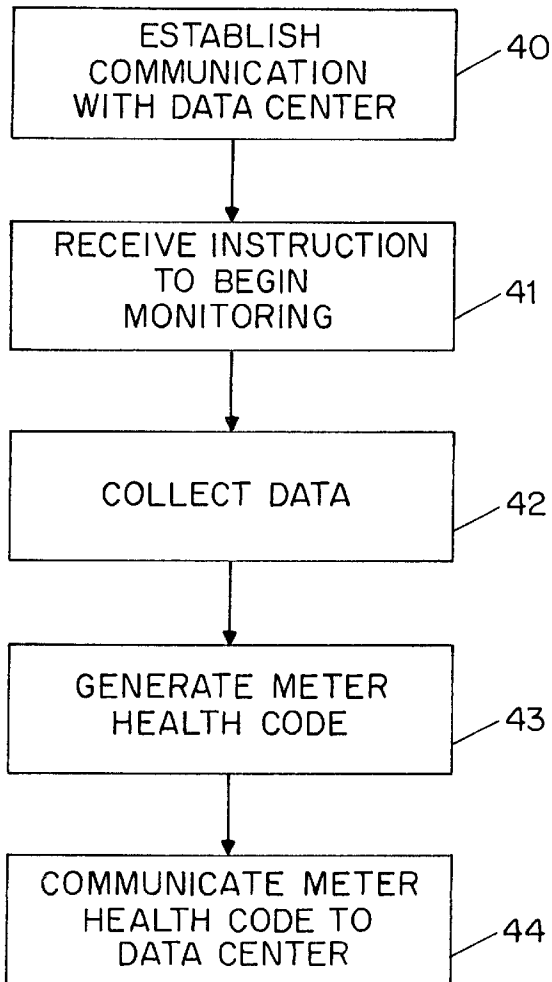 ESTABLISH
COMMUNICATION
WITH DATA CENTER
40
RECEIVE INSTRUCTION
TO BEGIN
MONITORING
41
COLLECT DATA
42
GENERATE METER
HEALTH CODE
43
COMMUNICATE METER
HEALTH CODE TO
DATA CENTER
44